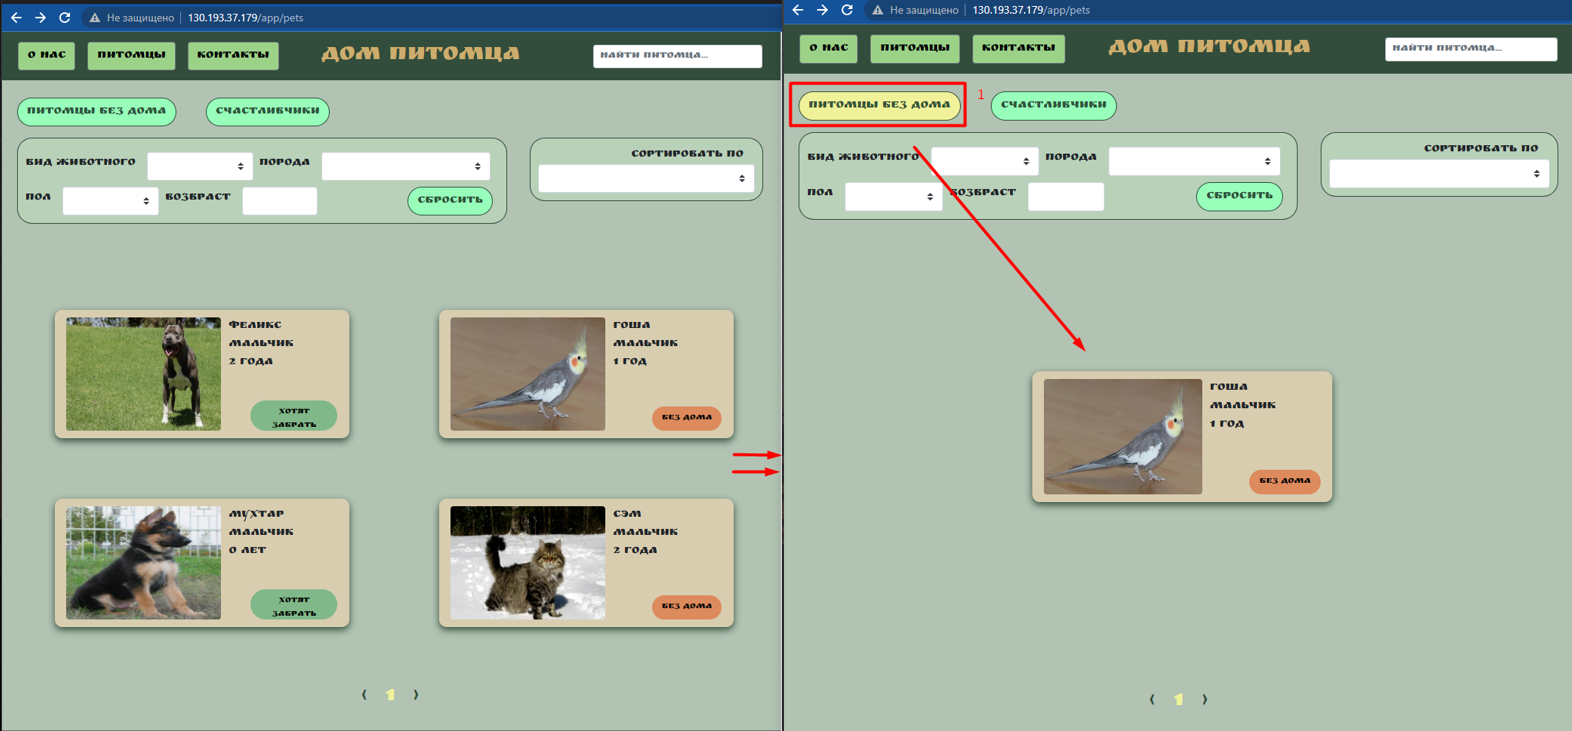 Не защищено | 130.193.37.179/app/pets
О НАС ПИТОМЦЫ КОНТАКТЫ ДОМ ПИТОМЦА НАЙТИ ПИТОМЦА...
ПИТОМЦЫ БЕЗ ДОМА СЧАСТЛИВЧИКИ
ВИД ЖИВОТНОГО ПОРОДА СОРТИРОВАТЬ ПО
ПОЛ ВОЗВРАСТ СБРОСИТЬ
ФЕЛИКС
МАЛЬЧИК
2 ГОДА
ХОТЯТ
ЗАБРАТЬ
ГОША
МАЛЬЧИК
1 ГОД
БЕЗ ДОМА
МУХТАР
МАЛЬЧИК
0 ЛЕТ
ХОТЯТ
ЗАБРАТЬ
СЭМ
МАЛЬЧИК
2 ГОДА
БЕЗ ДОМА
‹ 1 ›
Не защищено | 130.193.37.179/app/pets
О НАС ПИТОМЦЫ КОНТАКТЫ ДОМ ПИТОМЦА НАЙТИ ПИТОМЦА...
ПИТОМЦЫ БЕЗ ДОМА 1 СЧАСТЛИВЧИКИ
ВИД ЖИВОТНОГО ПОРОДА СОРТИРОВАТЬ ПО
ПОЛ ВОЗВРАСТ СБРОСИТЬ
ГОША
МАЛЬЧИК
1 ГОД
БЕЗ ДОМА
‹ 1 ›